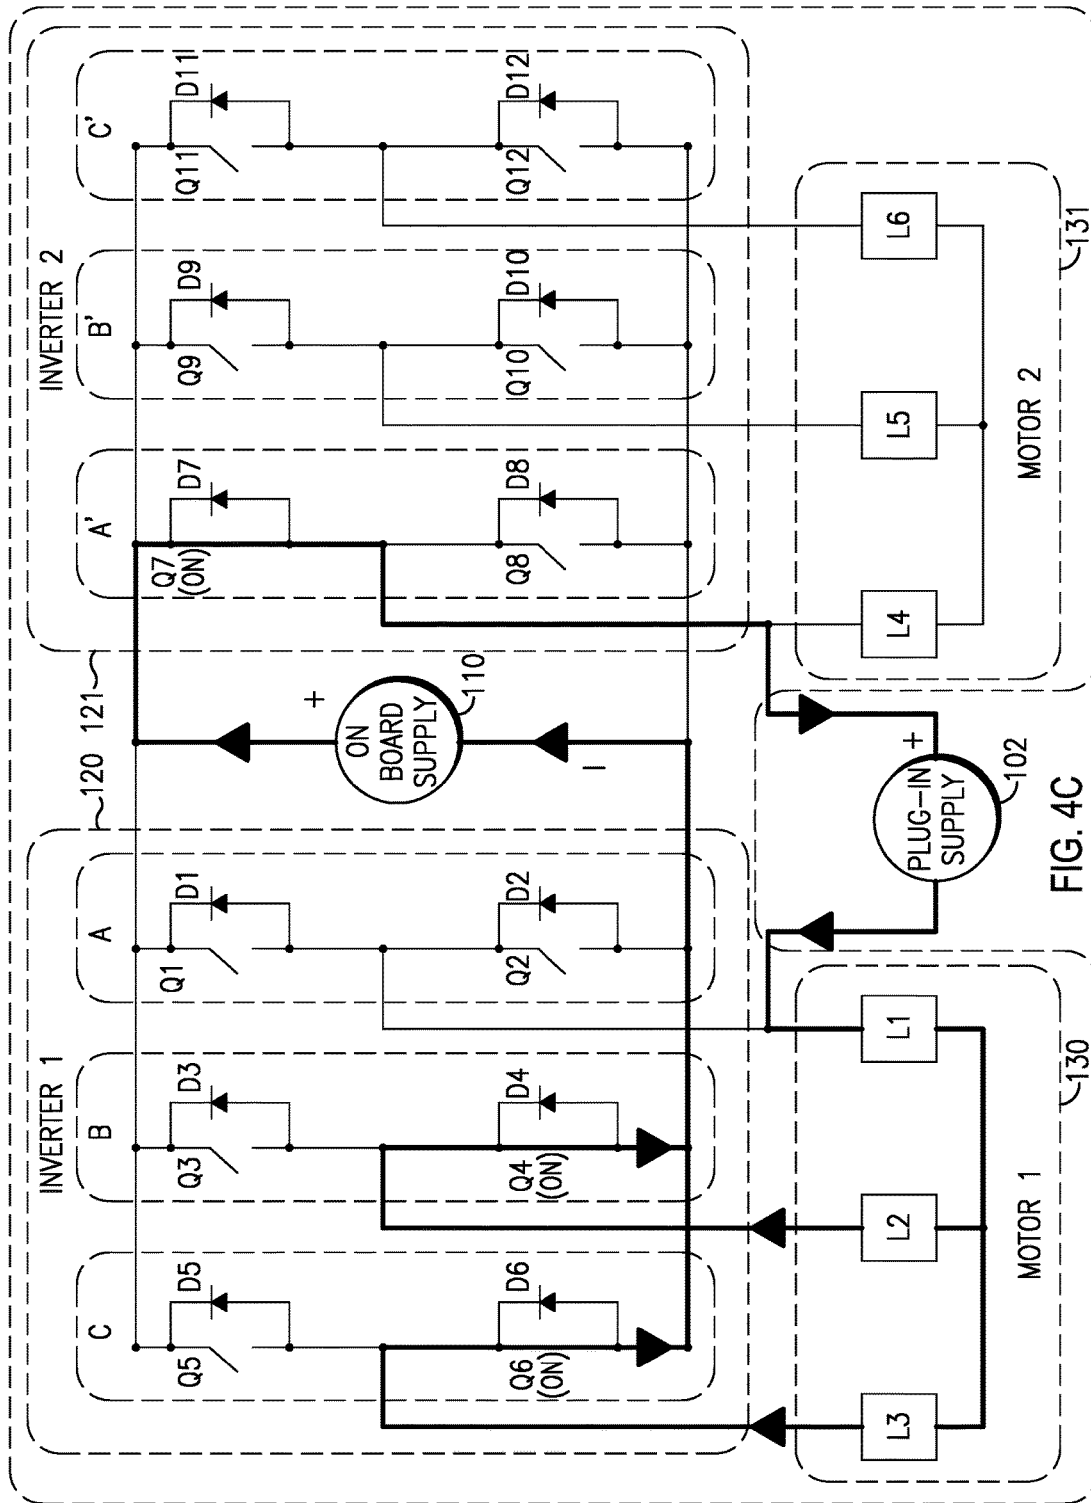 INVERTER 1
120
121
INVERTER 2
C
B
A
A'
B'
C'
Q5
D5
Q3
D3
Q1
D1
Q7
(ON)
D7
Q9
D9
Q11
D11
+
ON
BOARD
SUPPLY
110
−
Q6
(ON)
D6
Q4
(ON)
D4
Q2
D2
Q8
D8
Q10
D10
Q12
D12
L3
L2
L1
PLUG-IN
SUPPLY
+
102
L4
L5
L6
MOTOR 1
130
MOTOR 2
131
FIG. 4C